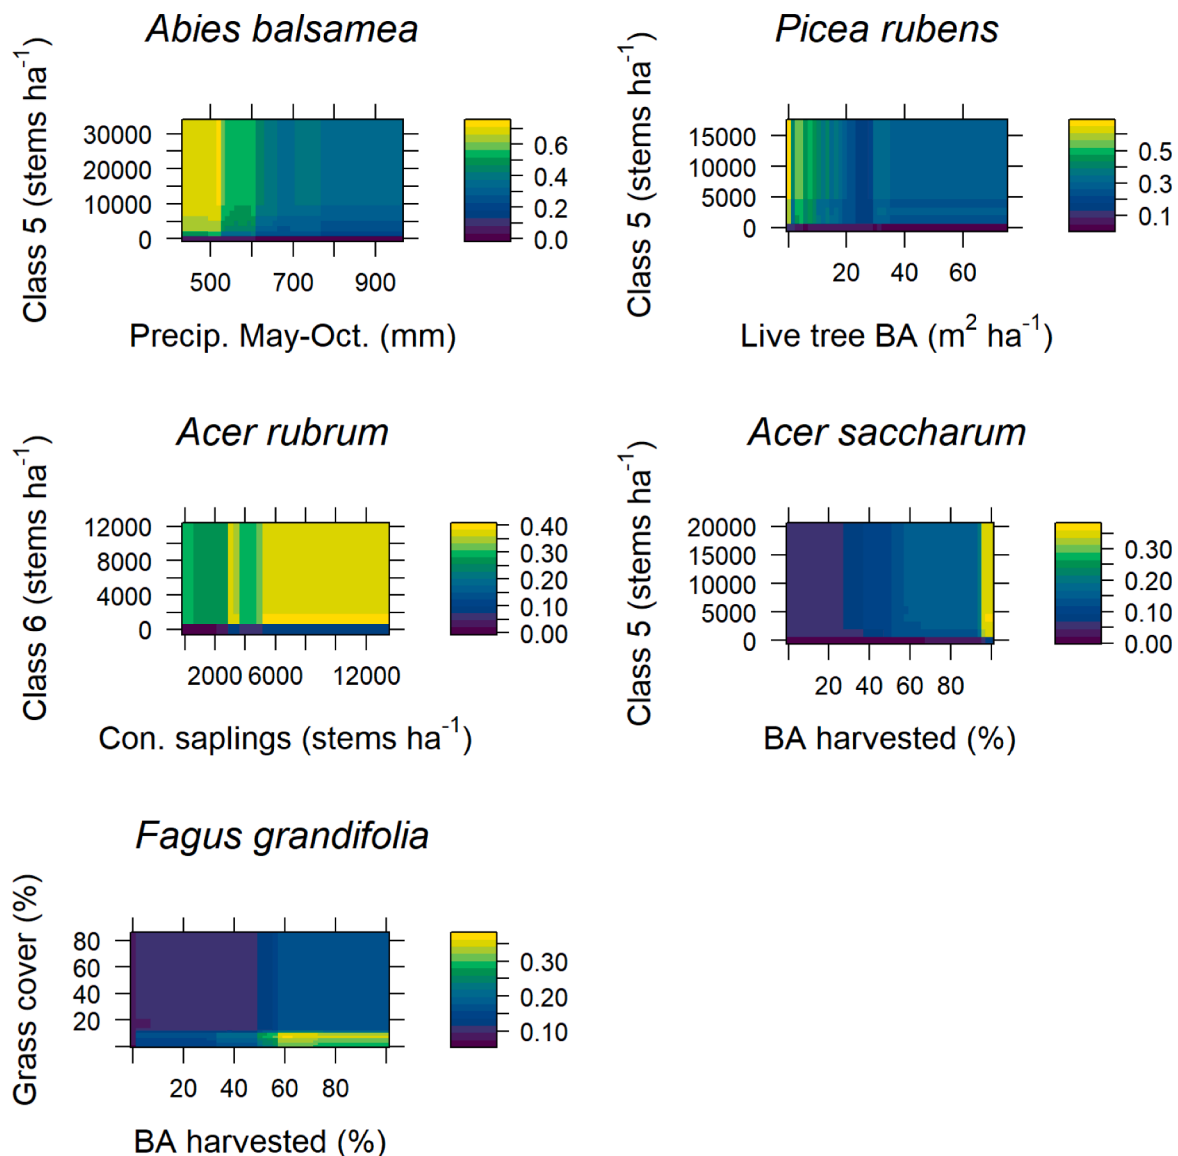 Abies balsamea
Class 5 (stems ha⁻¹)
30000
20000
10000
0
500 700 900
Precip. May-Oct. (mm)
0.6
0.4
0.2
0.0
Picea rubens
Class 5 (stems ha⁻¹)
15000
10000
5000
0
20 40 60
Live tree BA (m² ha⁻¹)
0.5
0.3
0.1
Acer rubrum
Class 6 (stems ha⁻¹)
12000
8000
4000
0
2000 6000 12000
Con. saplings (stems ha⁻¹)
0.40
0.30
0.20
0.10
0.00
Acer saccharum
Class 5 (stems ha⁻¹)
20000
15000
10000
5000
0
20 40 60 80
BA harvested (%)
0.30
0.20
0.10
0.00
Fagus grandifolia
Grass cover (%)
80
60
40
20
20 40 60 80
BA harvested (%)
0.30
0.20
0.10